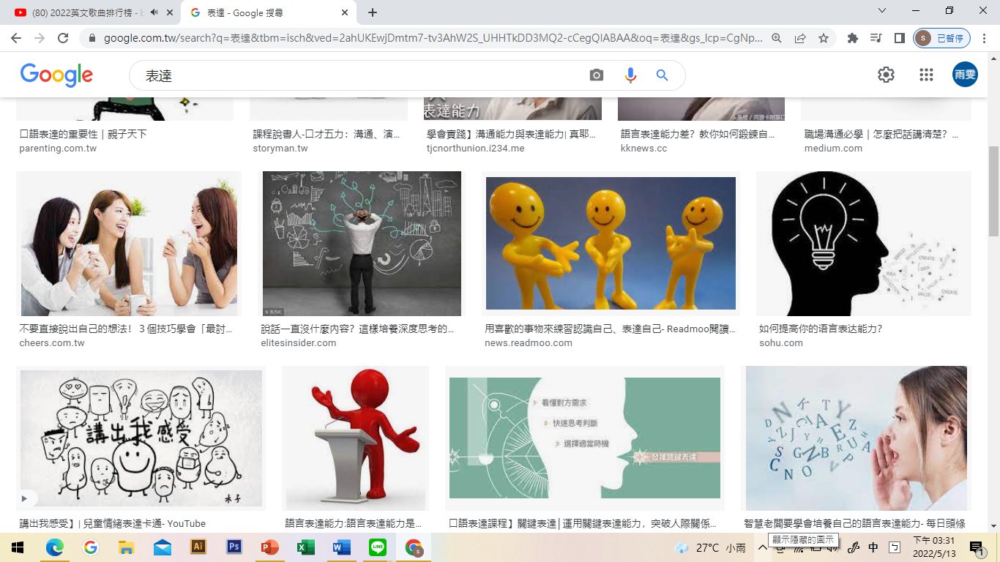 (80) 2022英文歌曲排行榜 - b
表達 - Google 搜尋
google.com.tw/search?q=表達&tbm=isch&ved=2ahUKEwjDmtm7-tv3AhW2S_UHHTkDD3MQ2-cCegQIABAA&oq=表達&gs_lcp=CgNp...
S
已暫停
Google
表達
雨雯
表達能力
口語表達的重要性｜親子天下
parenting.com.tw
課程說書人-口才五力：溝通、演...
storyman.tw
學會實踐】溝通能力與表達能力| 真耶...
tjcnorthunion.i234.me
語言表達能力差？教你如何鍛鍊自...
kknews.cc
職場溝通必學｜怎麼把話講清楚？...
medium.com
不要直接說出自己的想法！ 3 個技巧學會「最討...
cheers.com.tw
說話一直沒什麼內容？這樣培養深度思考的...
elitesinsider.com
用喜歡的事物來練習認識自己、表達自己- Readmoo閱讀...
news.readmoo.com
CREATE
IDEA
VALUE
CREATE
如何提高你的语言表达能力?
sohu.com
講出我感受
木子
講出我感受】| 兒童情緒表達卡通- YouTube
語言表達能力:語言表達能力是...
1 看懂對方需求
2 快速思考判斷
3 選擇適當時機
發揮關鍵表達
口語表達課程】關鍵表達│運用關鍵表達能力，突破人際關係...
智慧老闆要學會培養自己的語言表達能力- 每日頭條
顯示隱藏的圖示
27°C 小雨
中
下午 03:31
2022/5/13
1